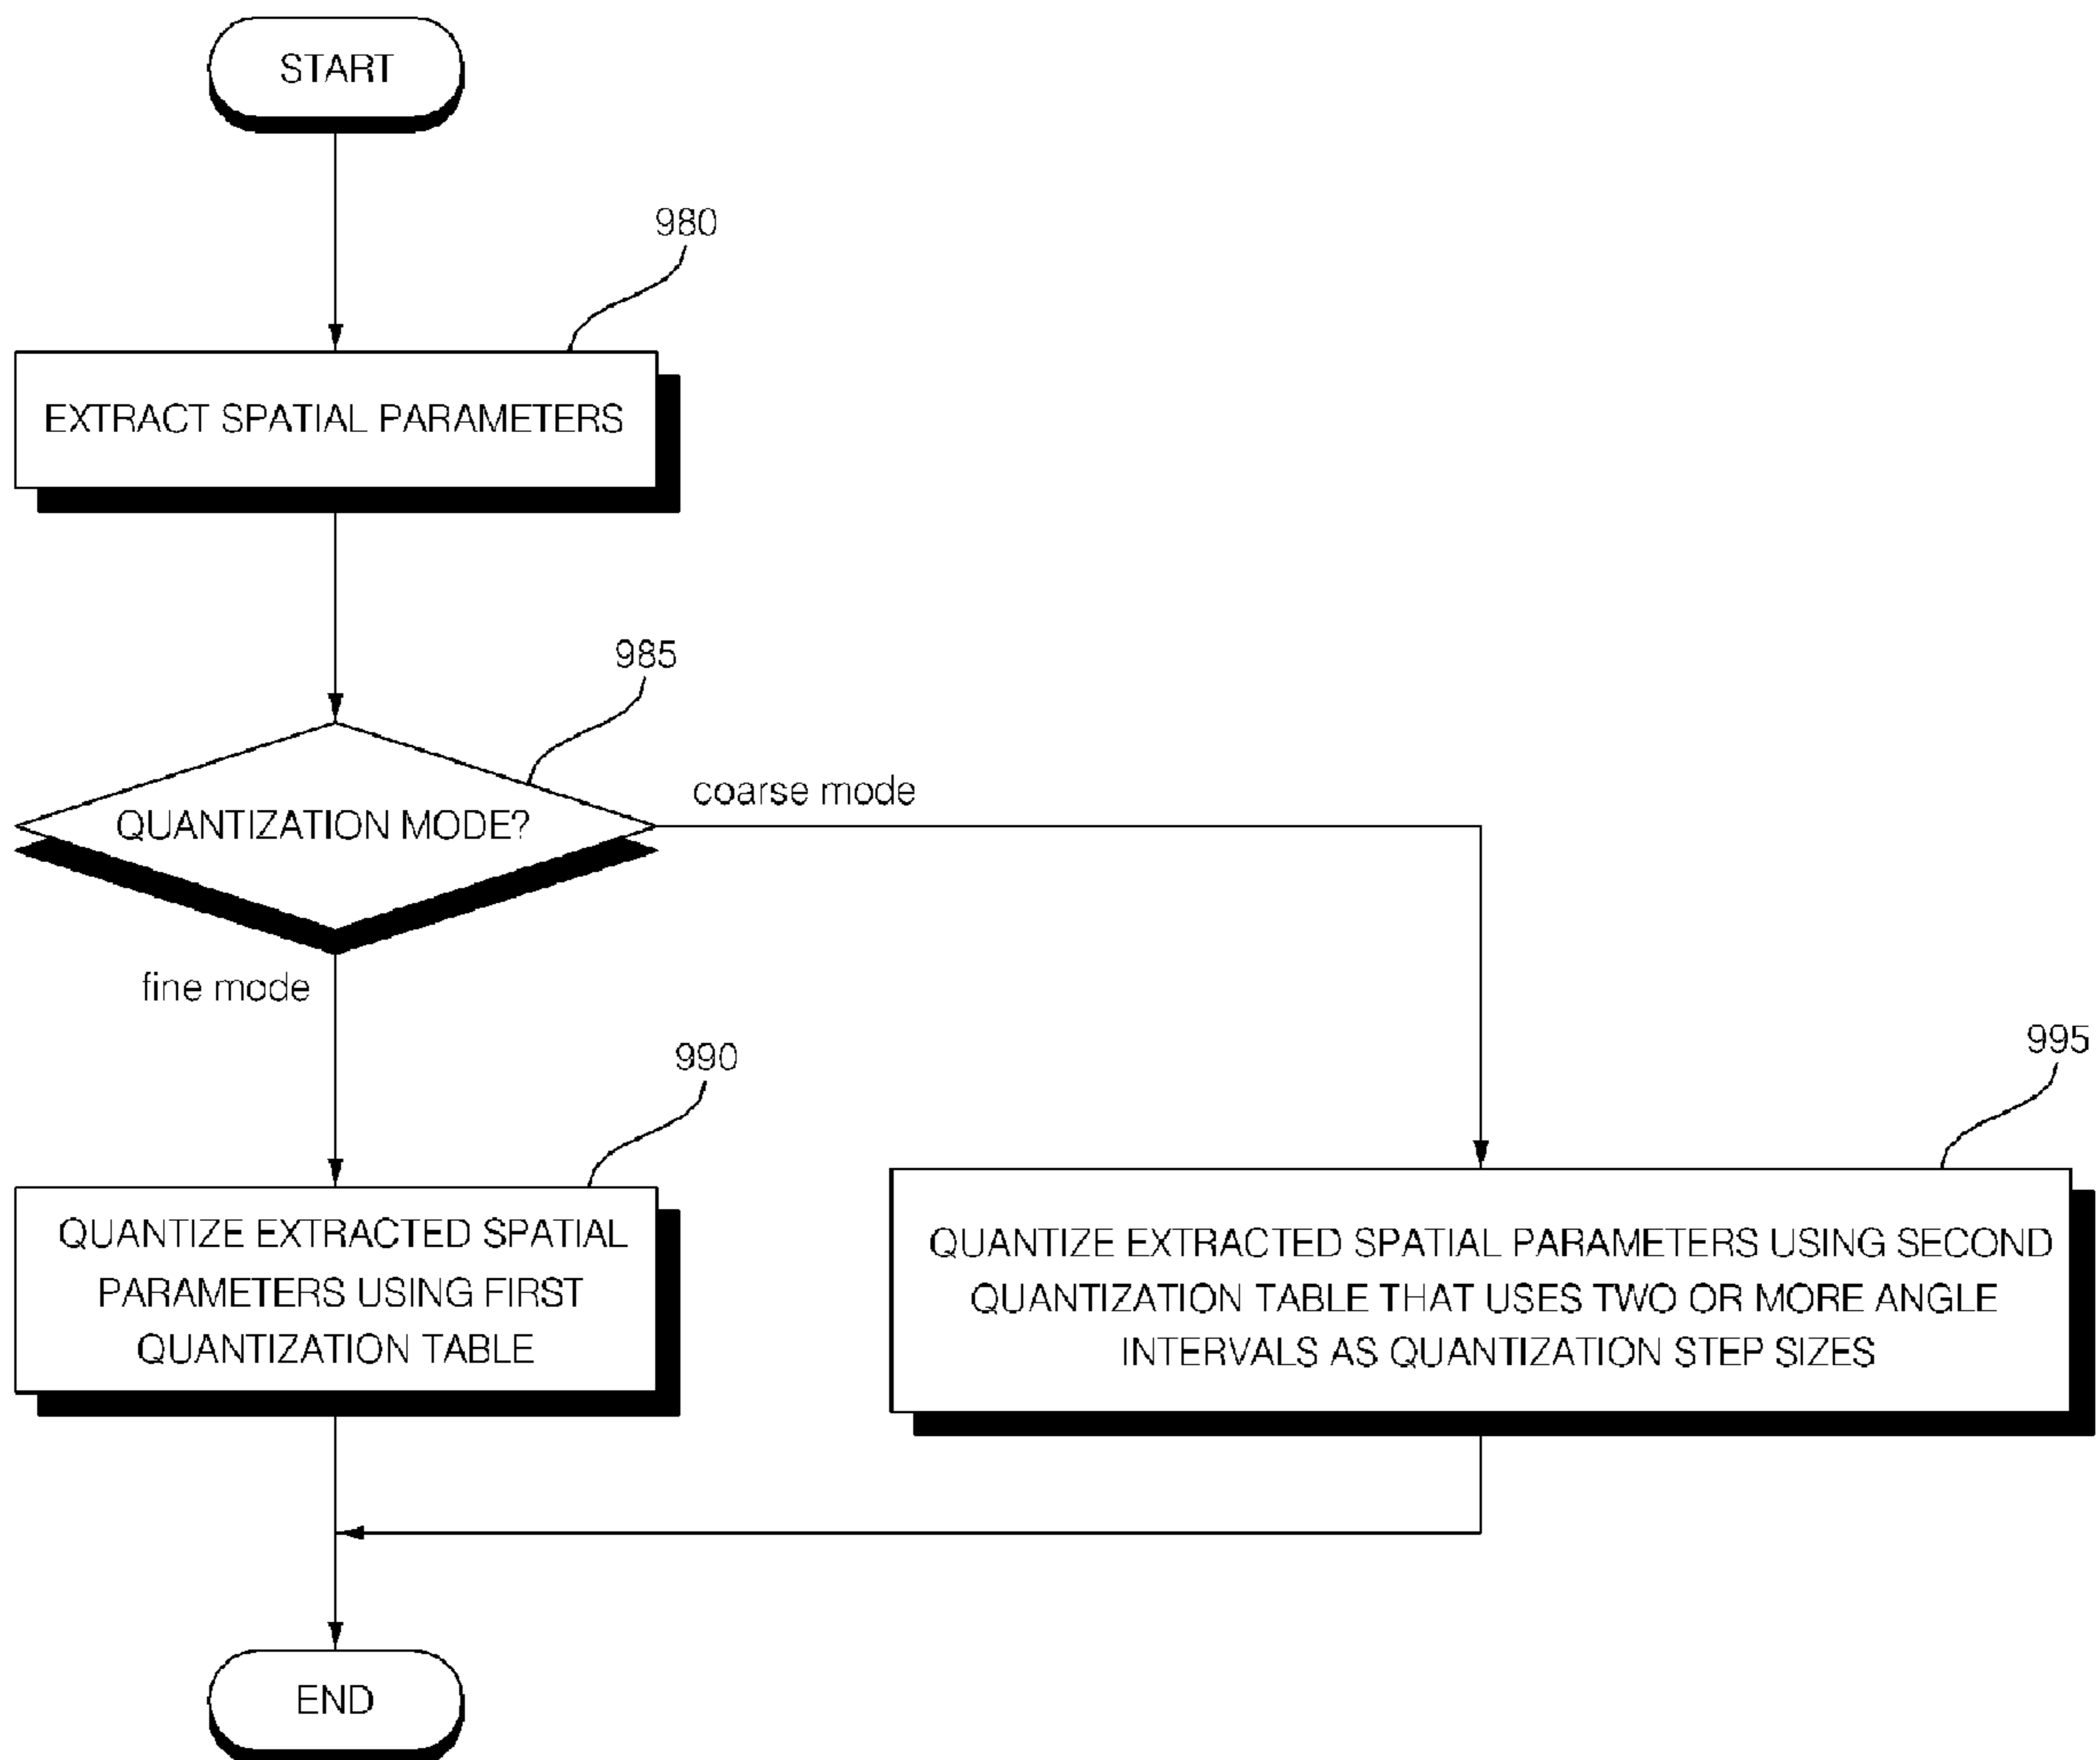 START
980
EXTRACT SPATIAL PARAMETERS
985
QUANTIZATION MODE?
coarse mode
fine mode
990
QUANTIZE EXTRACTED SPATIAL
PARAMETERS USING FIRST
QUANTIZATION TABLE
995
QUANTIZE EXTRACTED SPATIAL PARAMETERS USING SECOND
QUANTIZATION TABLE THAT USES TWO OR MORE ANGLE
INTERVALS AS QUANTIZATION STEP SIZES
END